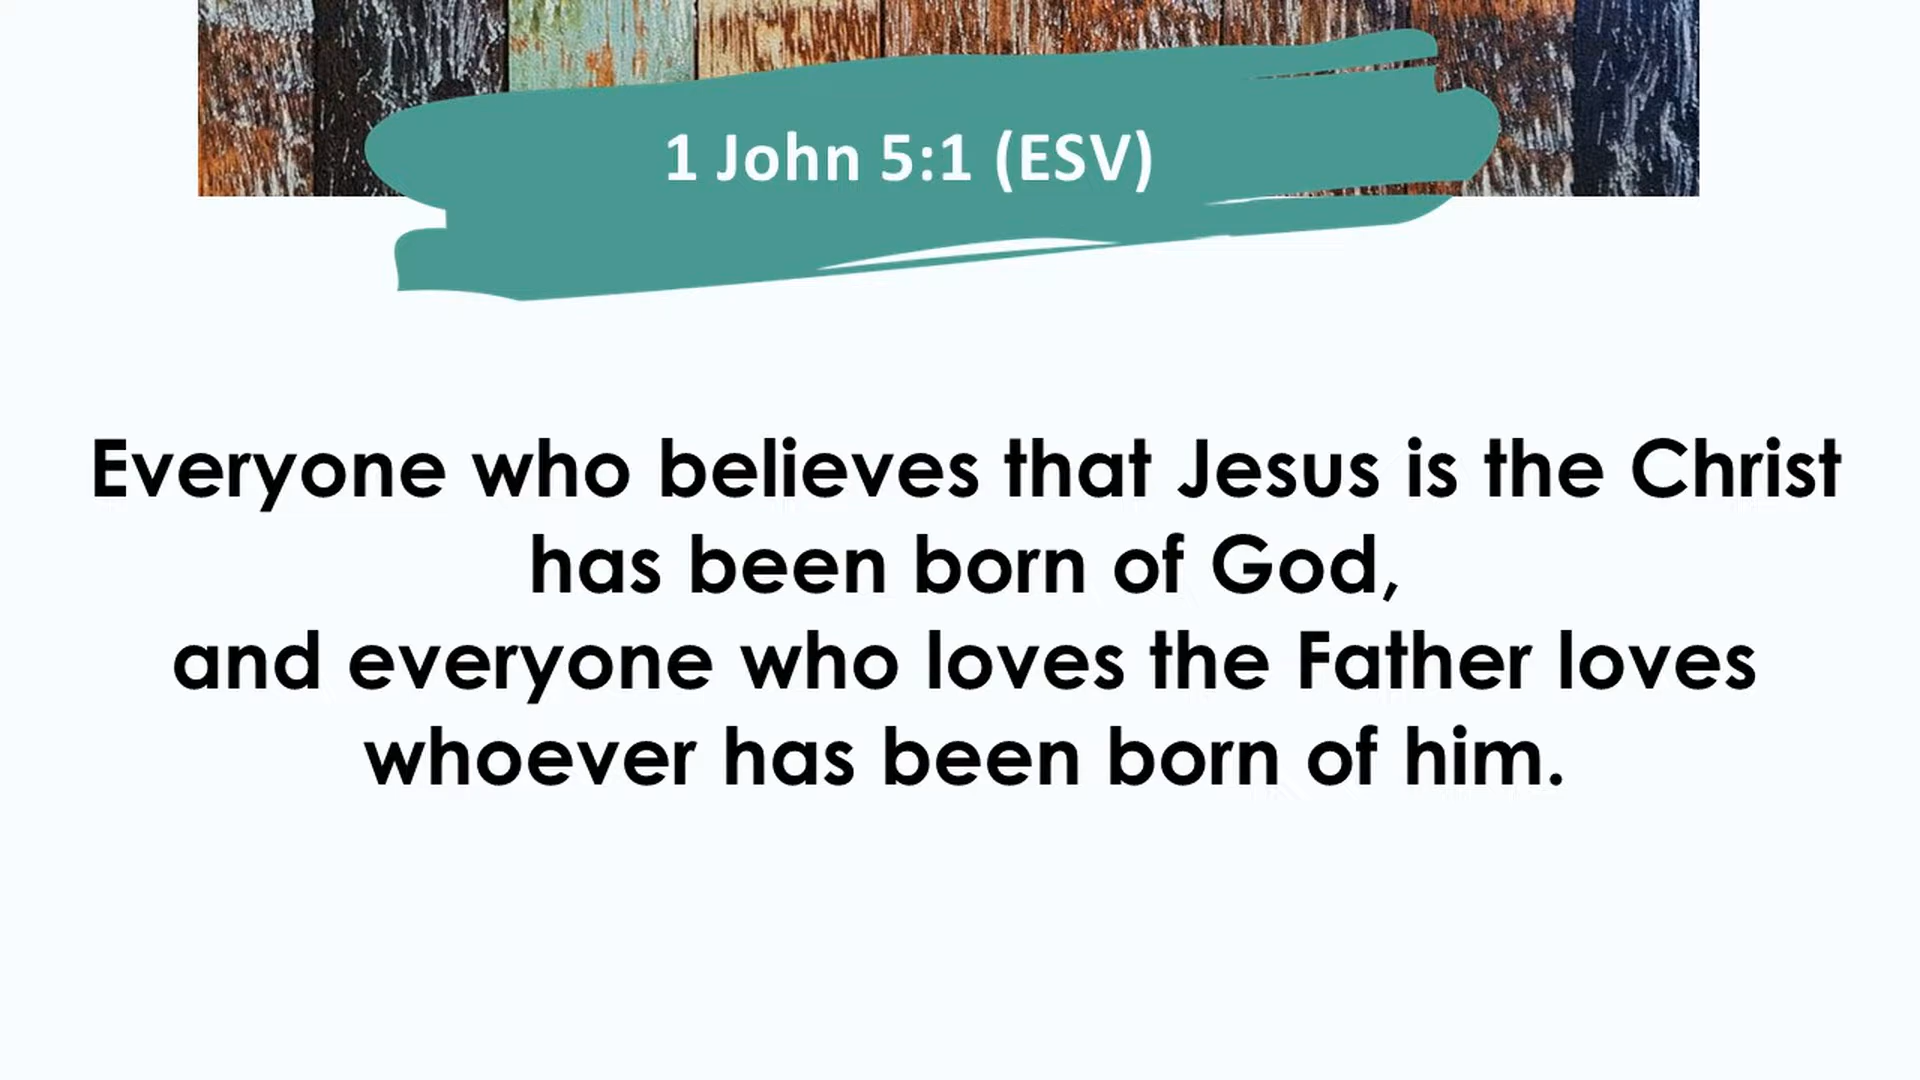 1 John 5:1 (ESV)
Everyone who believes that Jesus is the Christ
has been born of God,
and everyone who loves the Father loves
whoever has been born of him.